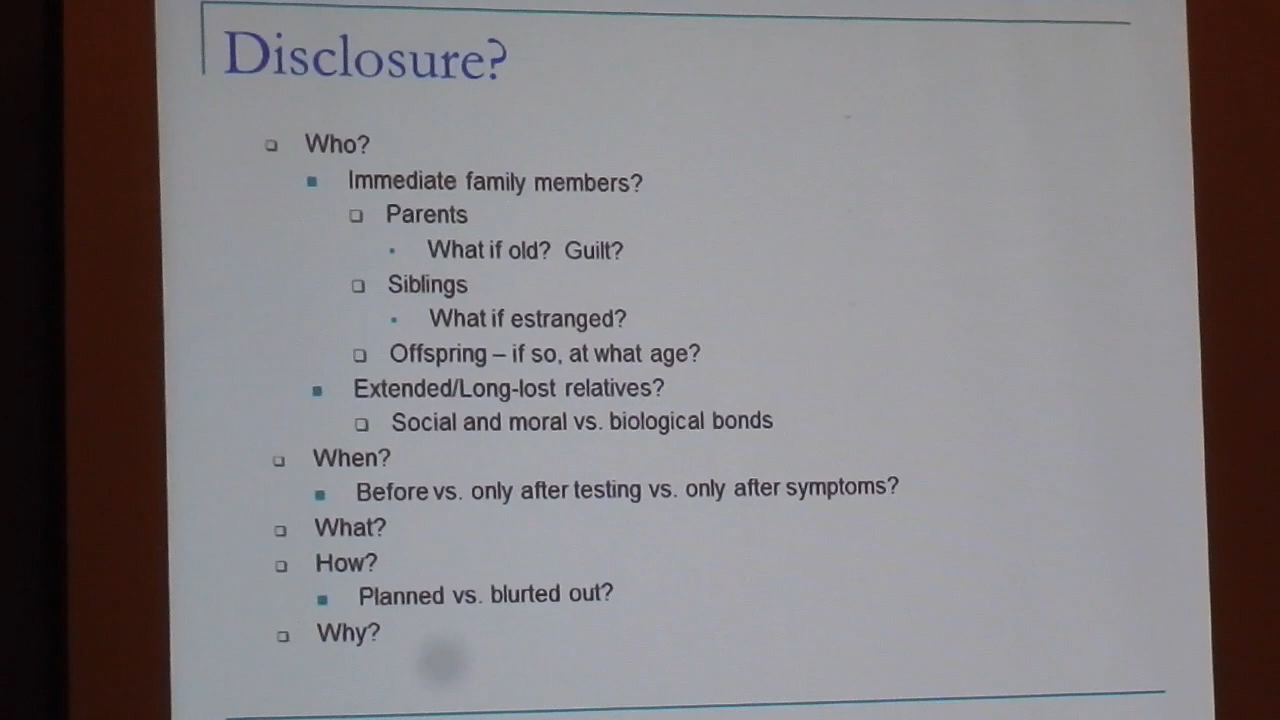 Disclosure?
Who?
Immediate family members?
Parents
What if old? Guilt?
Siblings
What if estranged?
Offspring – if so, at what age?
Extended/Long-lost relatives?
Social and moral vs. biological bonds
When?
Before vs. only after testing vs. only after symptoms?
What?
How?
Planned vs. blurted out?
Why?